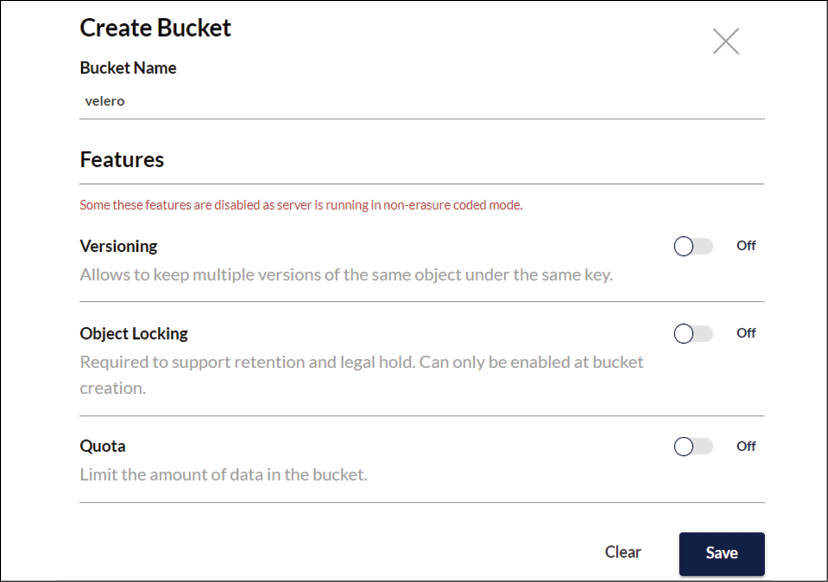 Create Bucket
Bucket Name
velero
Features
Some these features are disabled as server is running in non-erasure coded mode.
Versioning
Off
Allows to keep multiple versions of the same object under the same key.
Object Locking
Off
Required to support retention and legal hold. Can only be enabled at bucket
creation.
Quota
Off
Limit the amount of data in the bucket.
Clear
Save